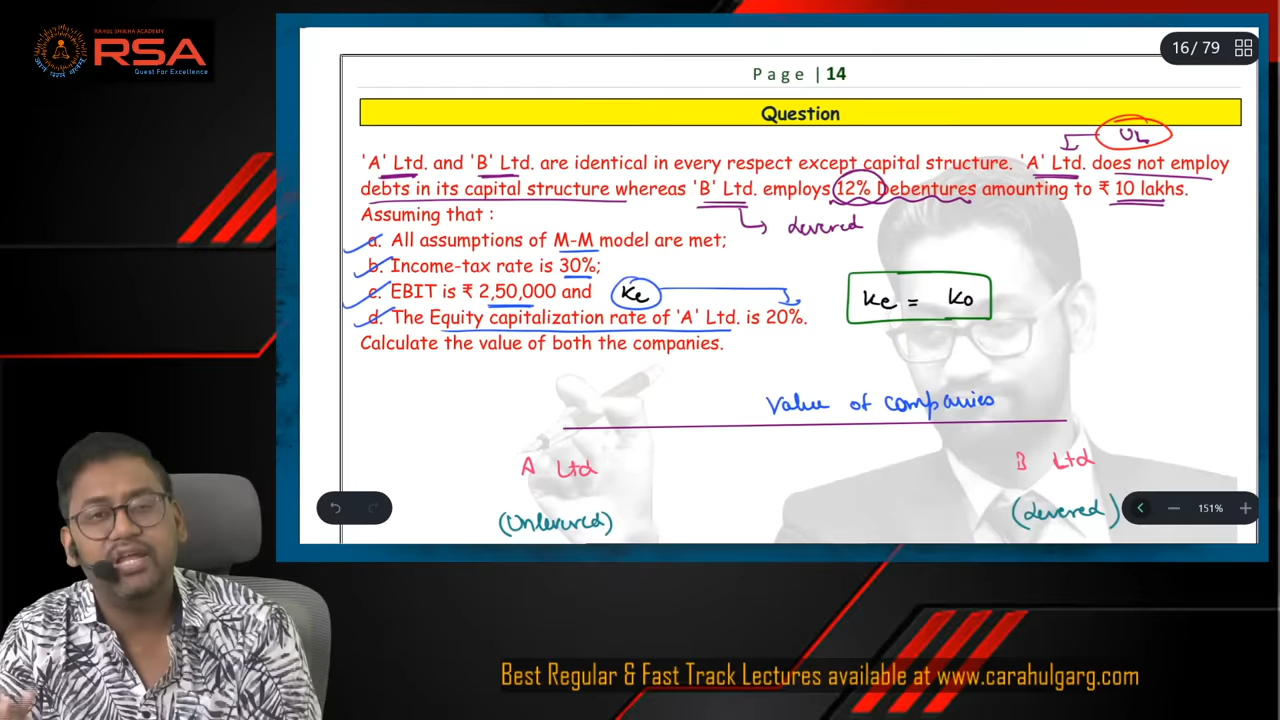 RAHUL SHIKHA ACADEMY
RSA
Quest For Excellence
16 / 79
Page | 14
Question
UL
'A' Ltd. and 'B' Ltd. are identical in every respect except capital structure. 'A' Ltd. does not employ
debts in its capital structure whereas 'B' Ltd. employs 12% Debentures amounting to ₹ 10 lakhs.
Assuming that :
levered
a. All assumptions of M-M model are met;
b. Income-tax rate is 30%;
c. EBIT is ₹ 2,50,000 and
Ke
Ke = Ko
d. The Equity capitalization rate of 'A' Ltd. is 20%.
Calculate the value of both the companies.
Value of companies
A Ltd
B Ltd
(Unlevered)
(levered)
151%
Best Regular & Fast Track Lectures available at www.carahulgarg.com